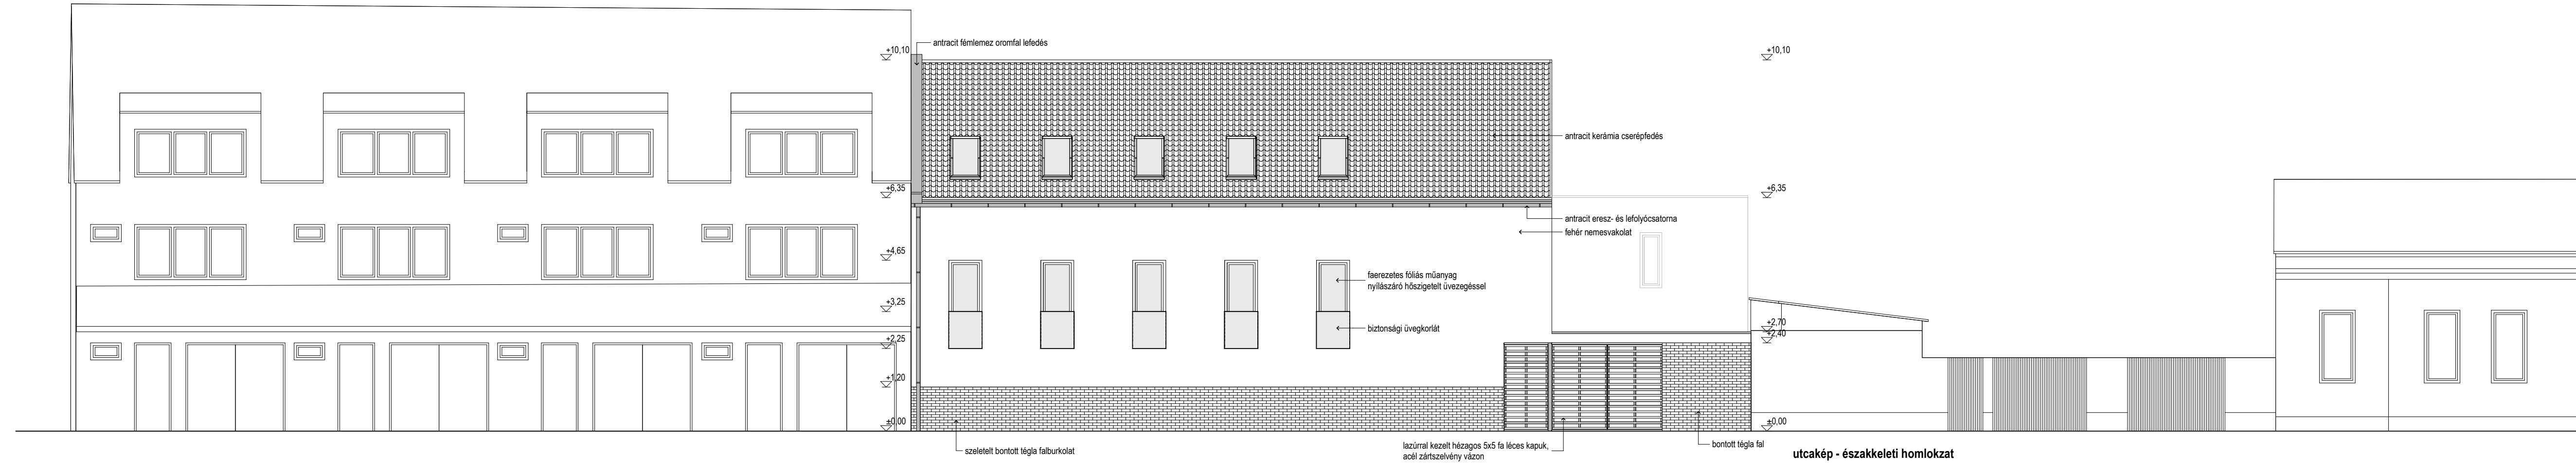 antracit fémlemez oromfal lefedés
+10,10
+10,10
antracit kerámia cserépfedés
+6,35
+6,35
antracit eresz- és lefolyócsatorna
fehér nemesvakolat
+4,65
faerezetes fóliás műanyag
nyílászáró hőszigetelt üvezegéssel
+3,25
biztonsági üvegkorlát
+2,70
+2,40
+2,25
+1,20
±0,00
±0,00
szeletelt bontott tégla falburkolat
lazúrral kezelt hézagos 5x5 fa léces kapuk,
acél zártszelvény vázon
bontott tégla fal
utcakép - északkeleti homlokzat